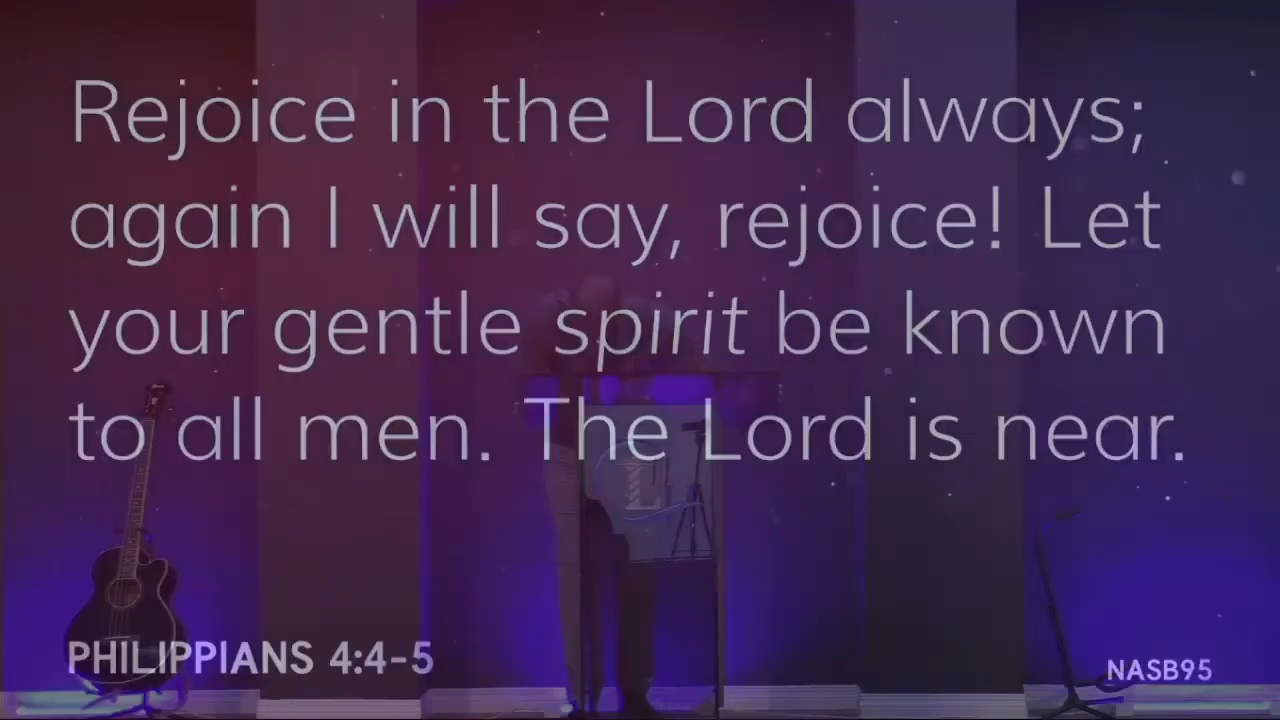 Rejoice in the Lord always;
again I will say, rejoice! Let
your gentle spirit be known
to all men. The Lord is near.
PHILIPPIANS 4:4-5
NASB95